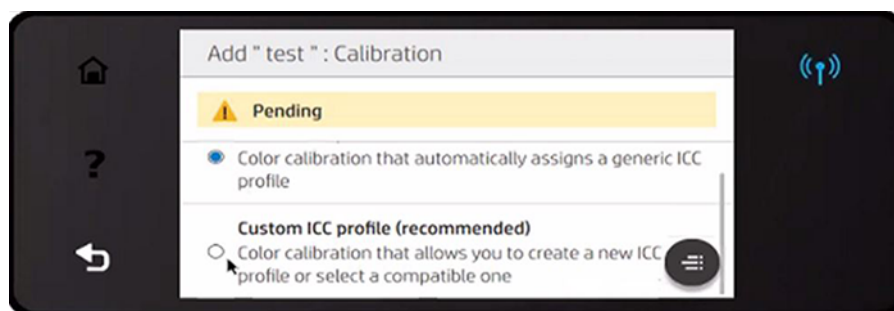 Add " test " : Calibration
Pending
Color calibration that automatically assigns a generic ICC
profile
Custom ICC profile (recommended)
Color calibration that allows you to create a new ICC
profile or select a compatible one